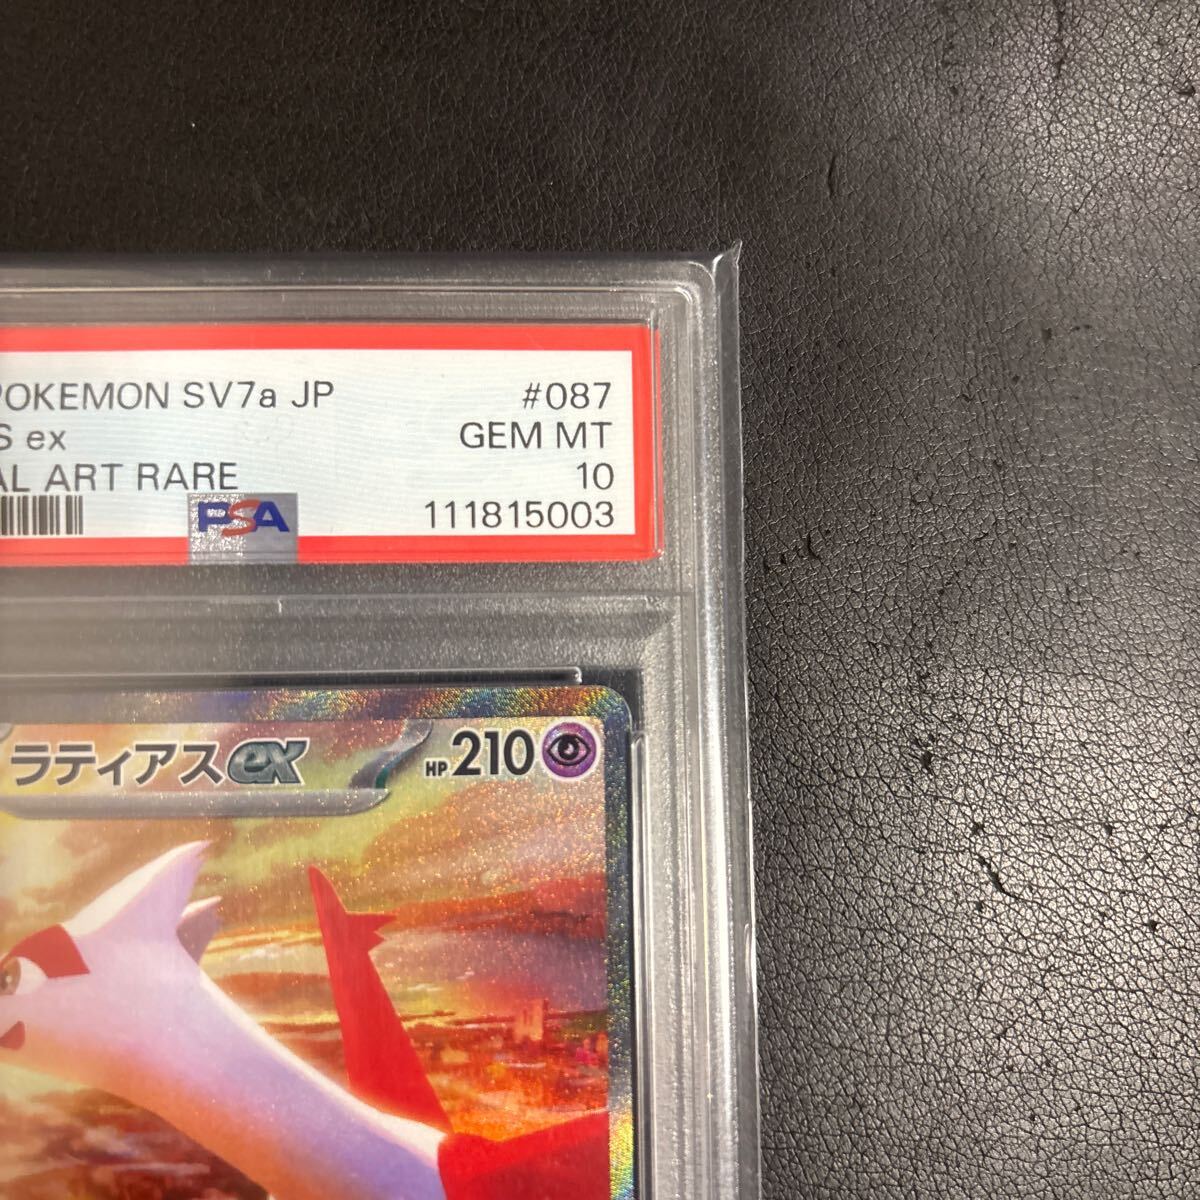 POKEMON SV7a JP #087
S ex GEM MT
AL ART RARE 10
PSA 111815003
ラティアスex HP210